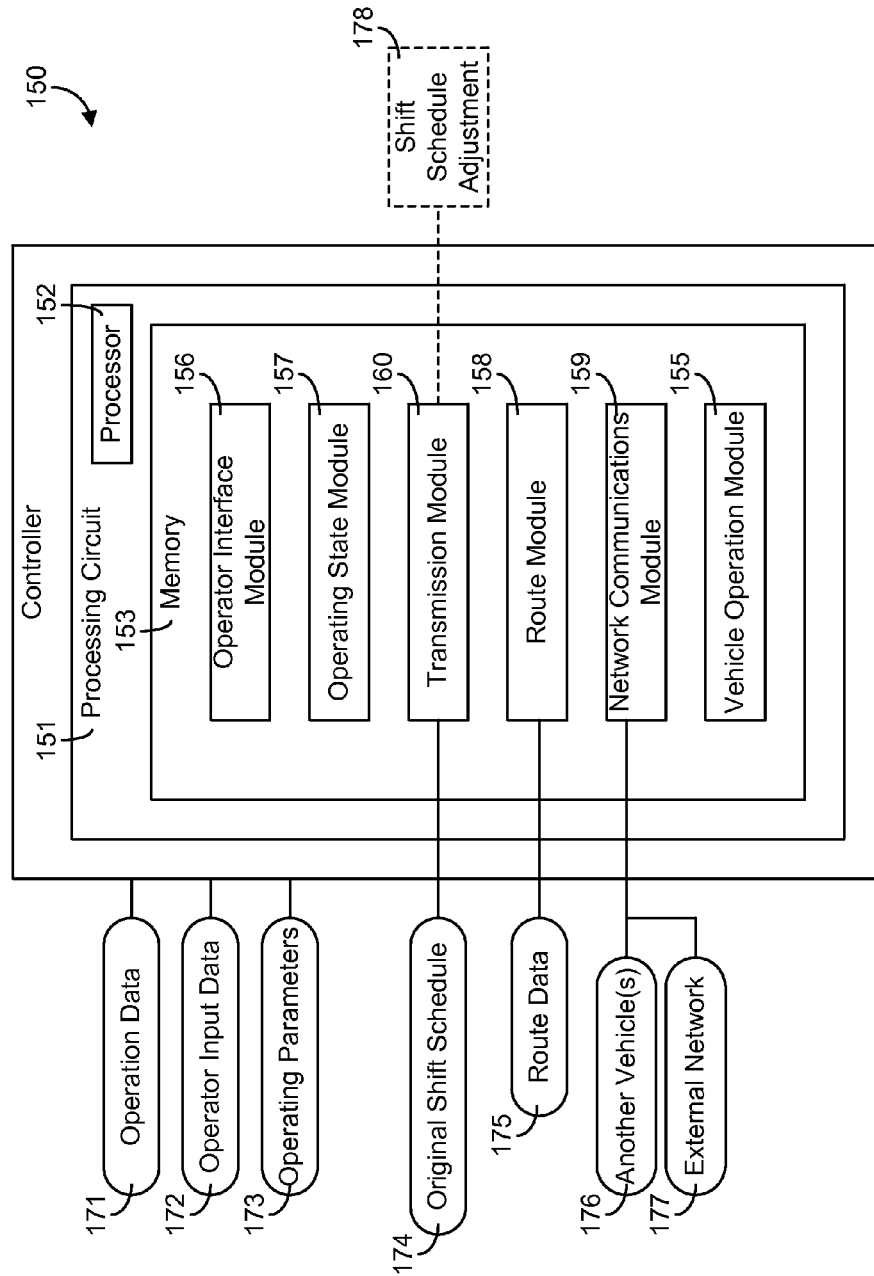 150
Controller
151
Processing Circuit
152
Processor
153
Memory
156
Operator Interface
Module
157
Operating State Module
160
Transmission Module
158
Route Module
159
Network Communications
Module
155
Vehicle Operation Module
171
Operation Data
172
Operator Input Data
173
Operating Parameters
174
Original Shift Schedule
175
Route Data
176
Another Vehicle(s)
177
External Network
178
Shift
Schedule
Adjustment